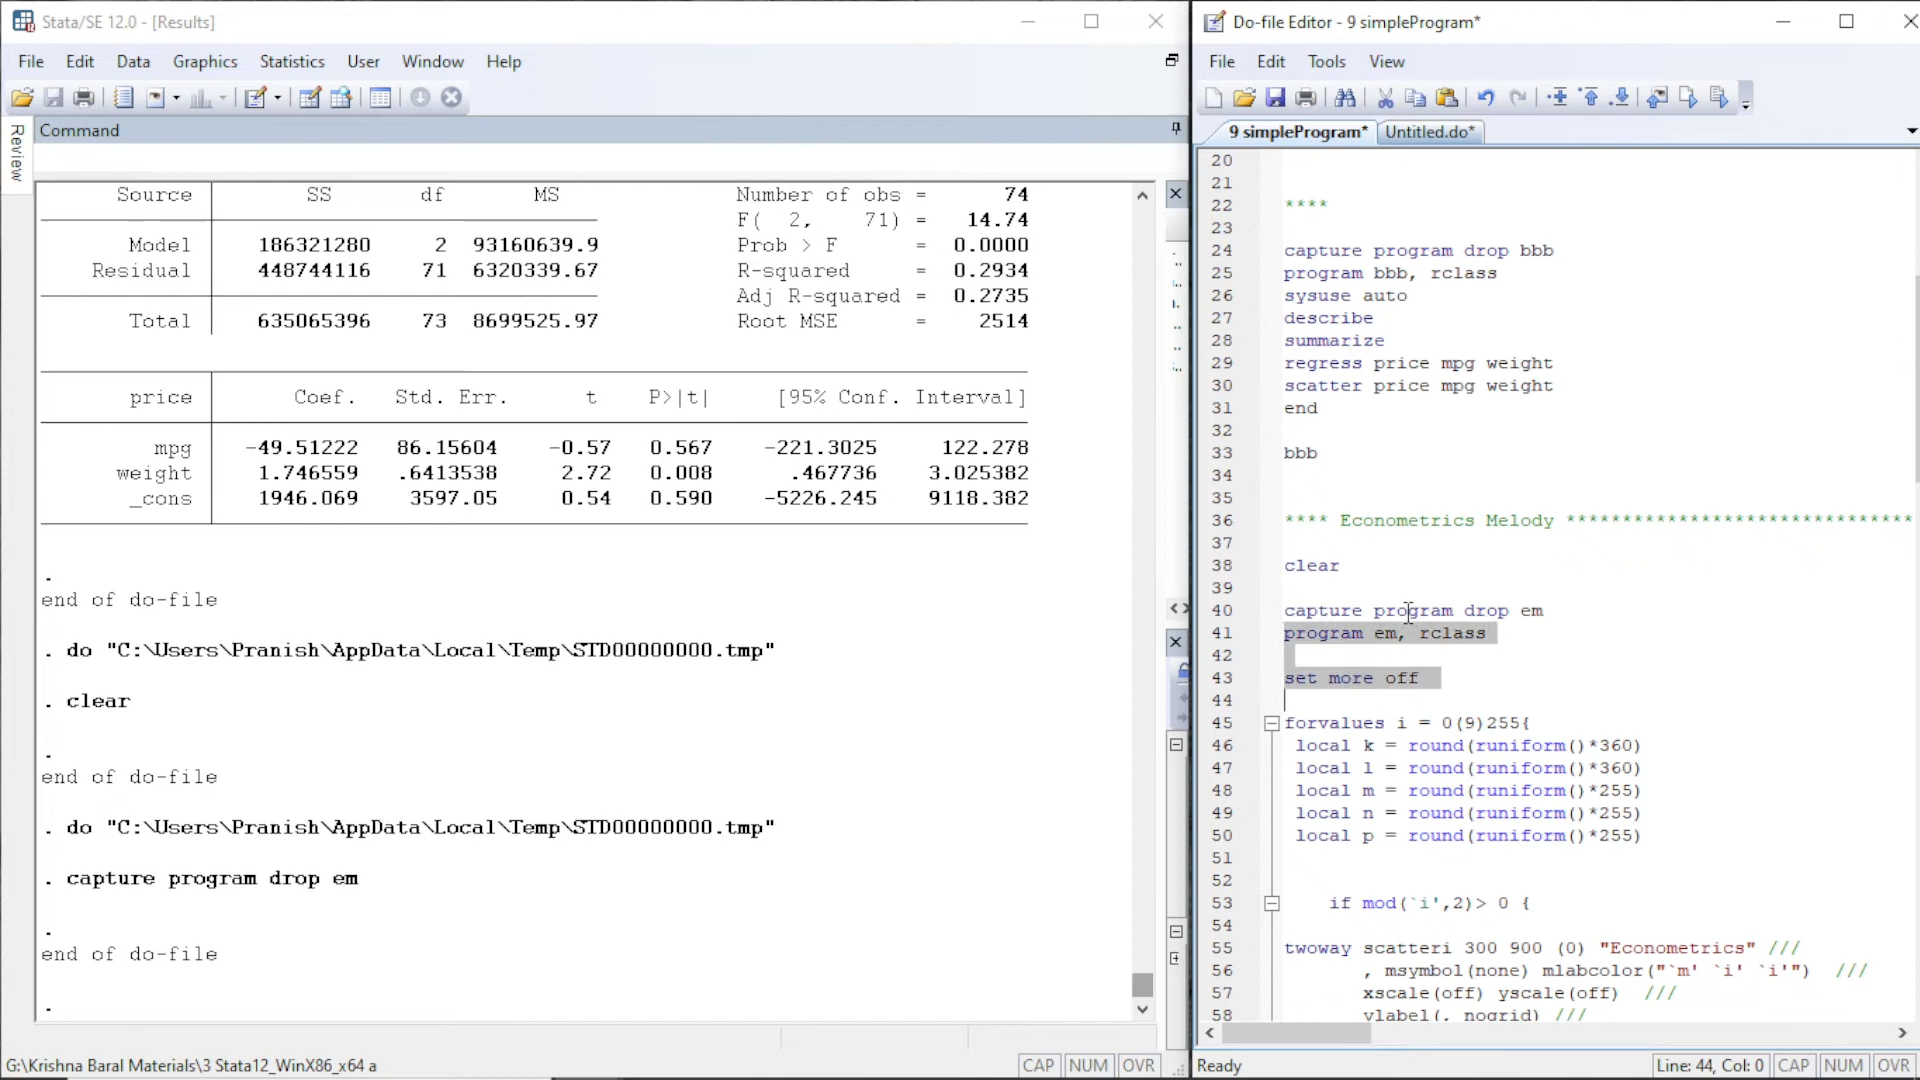 Stata/SE 12.0 - [Results]
File Edit Data Graphics Statistics User Window Help
Review
Command
Source SS df MS Number of obs = 74
F( 2, 71) = 14.74
Model 186321280 2 93160639.9 Prob > F = 0.0000
Residual 448744116 71 6320339.67 R-squared = 0.2934
Adj R-squared = 0.2735
Total 635065396 73 8699525.97 Root MSE = 2514
price Coef. Std. Err. t P>|t| [95% Conf. Interval]
mpg -49.51222 86.15604 -0.57 0.567 -221.3025 122.278
weight 1.746559 .6413538 2.72 0.008 .467736 3.025382
_cons 1946.069 3597.05 0.54 0.590 -5226.245 9118.382
.
end of do-file
. do "C:\Users\Pranish\AppData\Local\Temp\STD00000000.tmp"
. clear
.
end of do-file
. do "C:\Users\Pranish\AppData\Local\Temp\STD00000000.tmp"
. capture program drop em
.
end of do-file
.
G:\Krishna Baral Materials\3 Stata12_WinX86_x64 a
CAP NUM OVR
Do-file Editor - 9 simpleProgram*
File Edit Tools View
9 simpleProgram* Untitled.do*
20
21
22 ****
23
24 capture program drop bbb
25 program bbb, rclass
26 sysuse auto
27 describe
28 summarize
29 regress price mpg weight
30 scatter price mpg weight
31 end
32
33 bbb
34
35
36 **** Econometrics Melody *******************************
37
38 clear
39
40 capture program drop em
41 program em, rclass
42
43 set more off
44
45 forvalues i = 0(9)255{
46 local k = round(runiform()*360)
47 local l = round(runiform()*360)
48 local m = round(runiform()*255)
49 local n = round(runiform()*255)
50 local p = round(runiform()*255)
51
52
53 if mod(`i',2)> 0 {
54
55 twoway scatteri 300 900 (0) "Econometrics" ///
56 , msymbol(none) mlabcolor("`m' `i' `i'") ///
57 xscale(off) yscale(off) ///
58 ylabel(, nogrid) ///
Ready
Line: 44, Col: 0 CAP NUM OVR